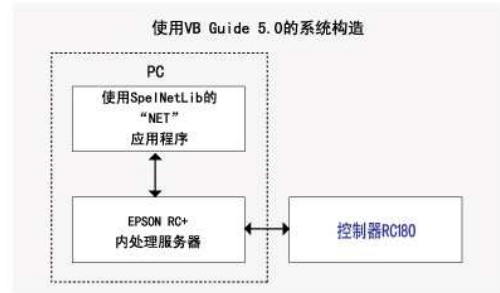 使用VB Guide 5.0的系统构造
PC
使用SpelNetLib的
“NET”
应用程序
EPSON RC+
内处理服务器
控制器RC180